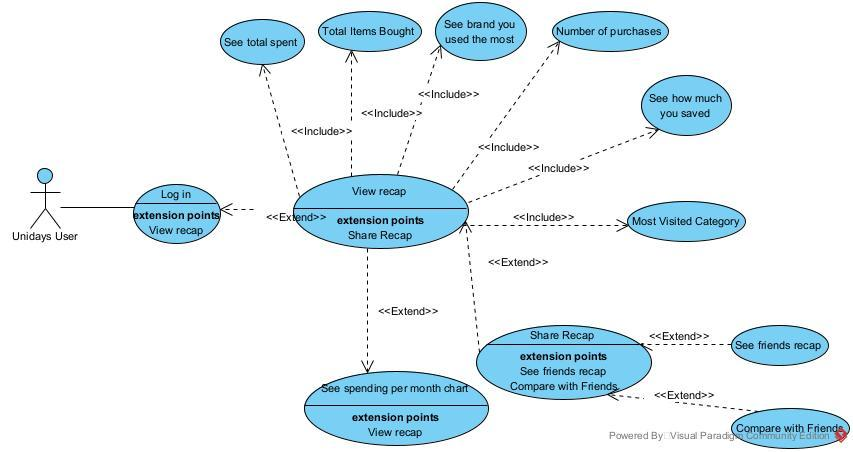 See total spent
Total Items Bought
See brand you
used the most
Number of purchases
See how much
you saved
<<Include>>
<<Include>>
<<Include>>
<<Include>>
<<Include>>
Unidays User
Log in
extension points
View recap
<<Extend>>
View recap
extension points
Share Recap
<<Include>>
Most Visited Category
<<Extend>>
<<Extend>>
See spending per month chart
extension points
View recap
Share Recap
extension points
See friends recap
Compare with Friends
<<Extend>>
See friends recap
<<Extend>>
Compare with Friends
Powered By Visual Paradigm Community Edition